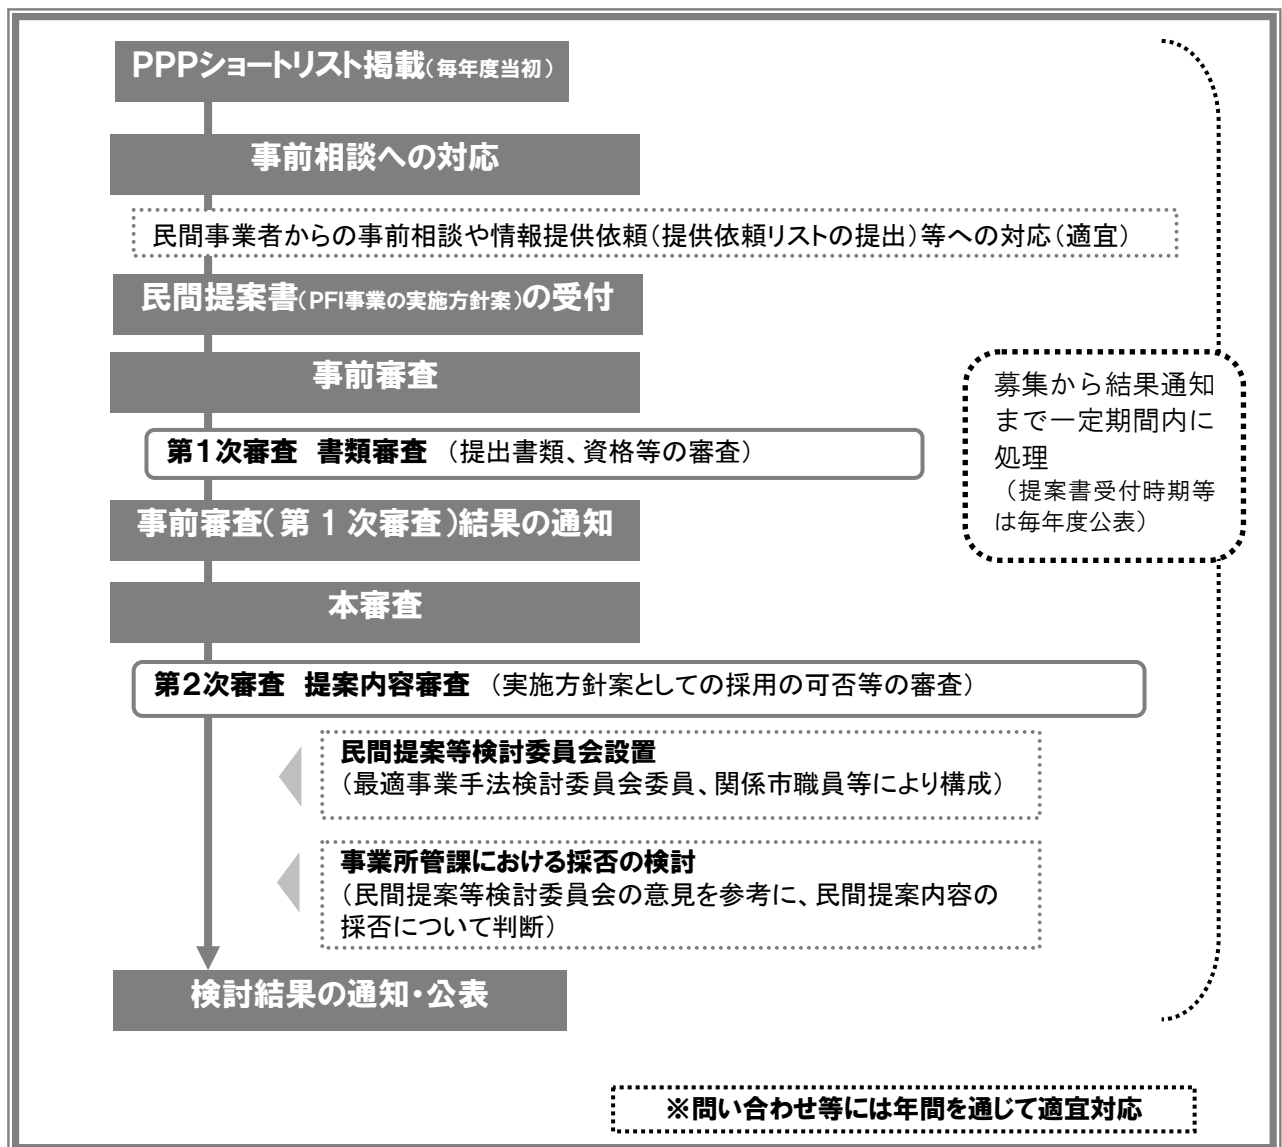 PPPショートリスト掲載（毎年度当初）
事前相談への対応
民間事業者からの事前相談や情報提供依頼（提供依頼リストの提出）等への対応（適宜）
民間提案書（PFI事業の実施方針案）の受付
事前審査
第1次審査 書類審査 （提出書類、資格等の審査）
事前審査（第1次審査）結果の通知
本審査
第2次審査 提案内容審査 （実施方針案としての採用の可否等の審査）
民間提案等検討委員会設置
（最適事業手法検討委員会委員、関係市職員等により構成）
事業所管課における採否の検討
（民間提案等検討委員会の意見を参考に、民間提案内容の
採否について判断）
検討結果の通知・公表
募集から結果通知
まで一定期間内に
処理
（提案書受付時期等
は毎年度公表）
※問い合わせ等には年間を通じて適宜対応